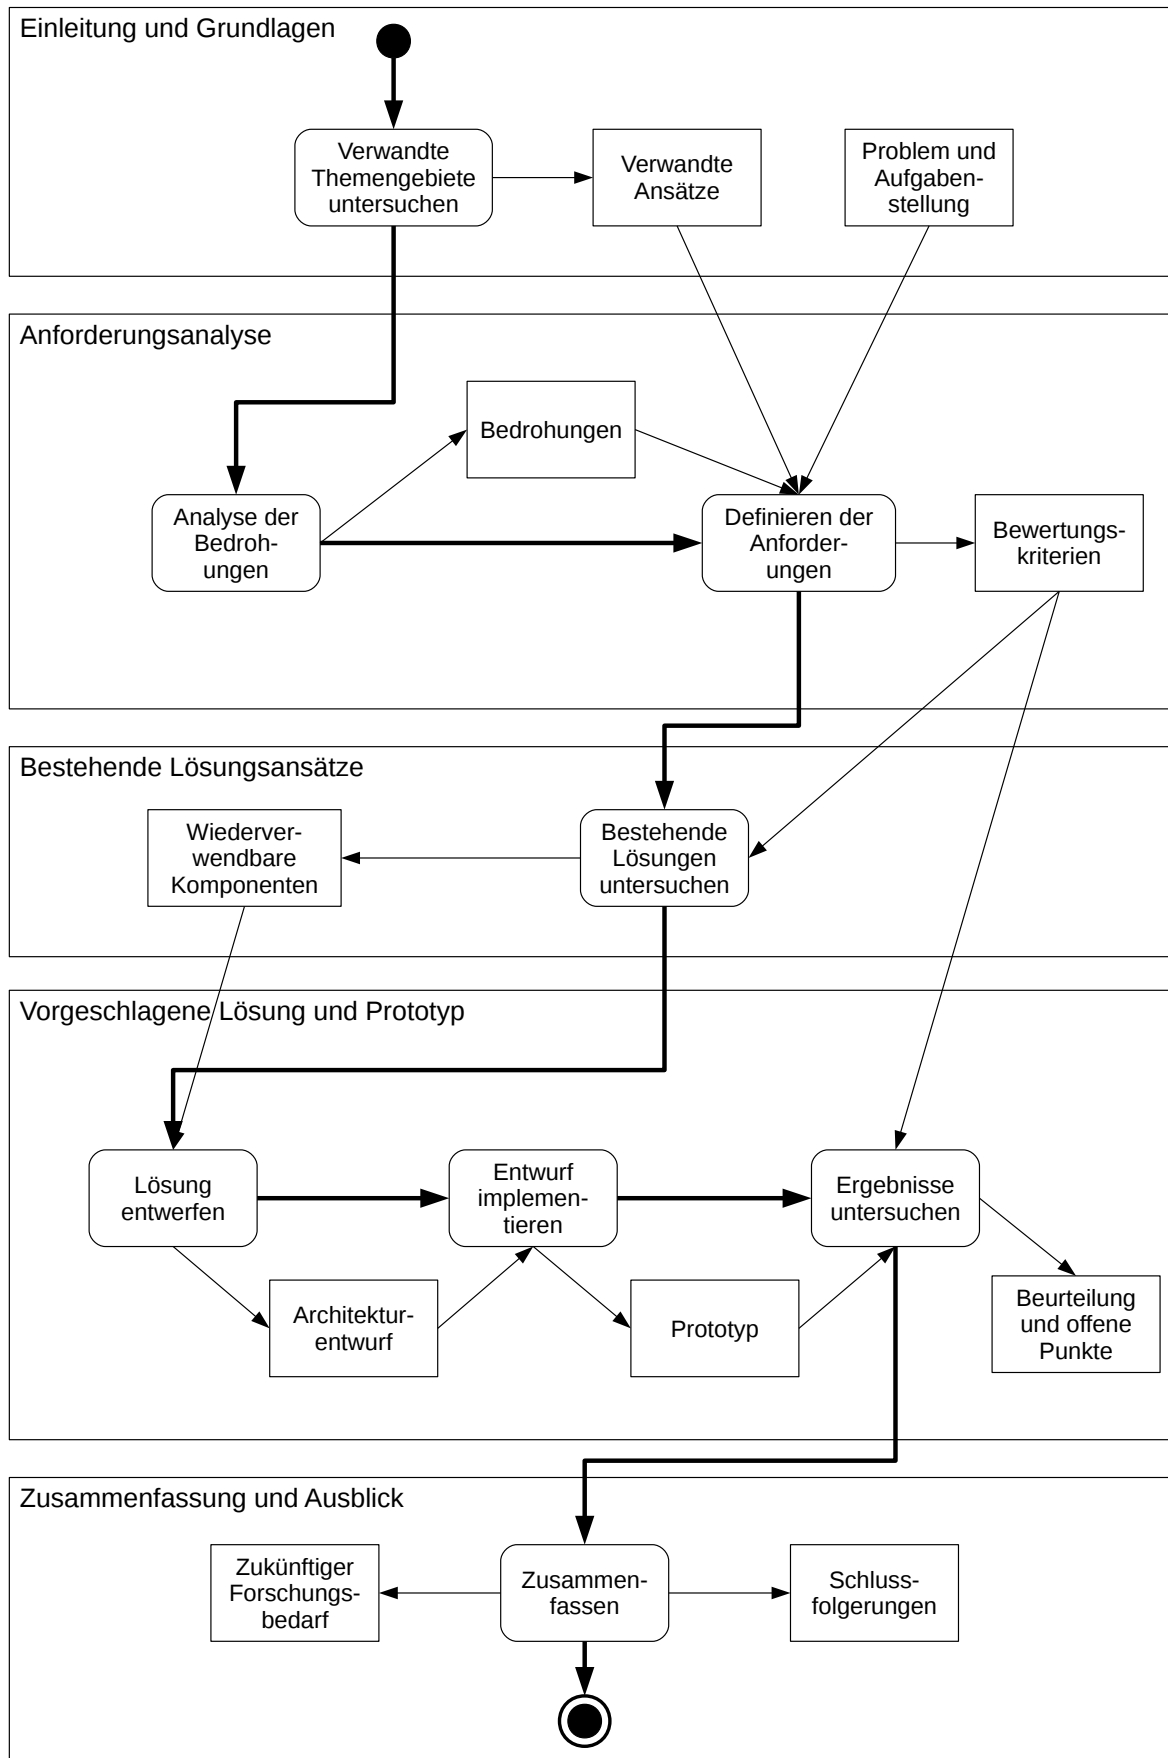 Einleitung und Grundlagen
Verwandte
Themengebiete
untersuchen
Verwandte
Ansätze
Problem und
Aufgaben-
stellung
Anforderungsanalyse
Bedrohungen
Analyse der
Bedroh-
ungen
Definieren der
Anforder-
ungen
Bewertungs-
kriterien
Bestehende Lösungsansätze
Wiederver-
wendbare
Komponenten
Bestehende
Lösungen
untersuchen
Vorgeschlagene Lösung und Prototyp
Lösung
entwerfen
Entwurf
implemen-
tieren
Ergebnisse
untersuchen
Architektur-
entwurf
Prototyp
Beurteilung
und offene
Punkte
Zusammenfassung und Ausblick
Zukünftiger
Forschungs-
bedarf
Zusammen-
fassen
Schluss-
folgerungen